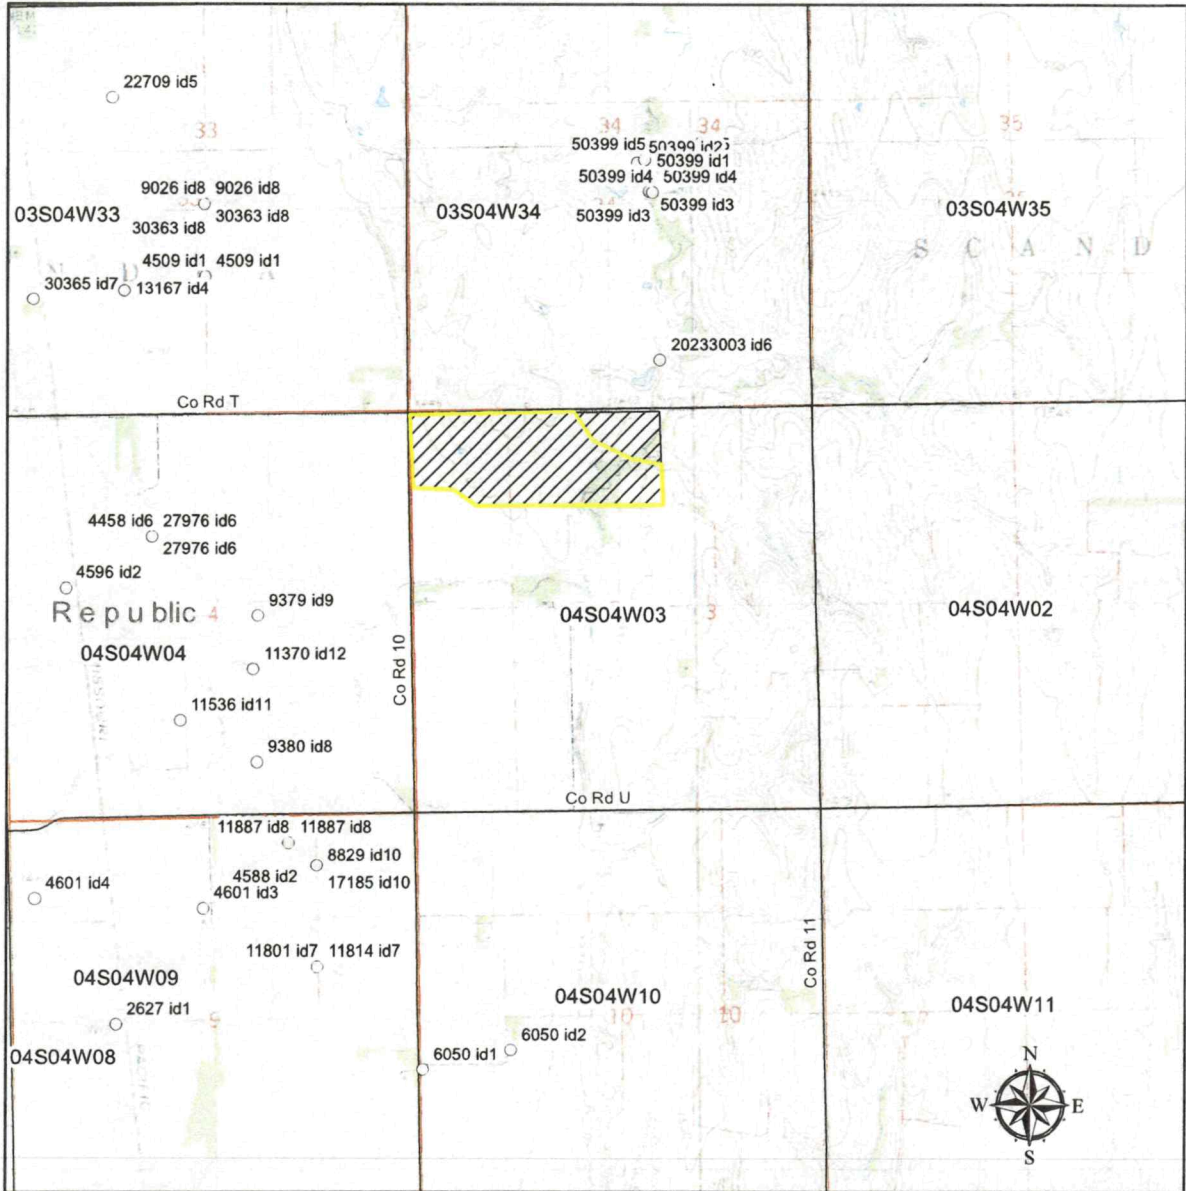 22709 id5
33
34 34
35
50399 id5 50399 id2
50399 id1
9026 id8 9026 id8
50399 id4 50399 id4
03S04W33
30363 id8
30363 id8
03S04W34
50399 id3 50399 id3
03S04W35
S C A N D
4509 id1 4509 id1
N D A
30365 id7
13167 id4
20233003 id6
Co Rd T
4458 id6 27976 id6
27976 id6
4596 id2
9379 id9
Republic 4
04S04W03 3
04S04W02
04S04W04
11370 id12
Co Rd 10
11536 id11
9380 id8
Co Rd U
11887 id8 11887 id8
8829 id10
4588 id2
17185 id10
4601 id4
4601 id3
11801 id7 11814 id7
Co Rd 11
04S04W09
04S04W10
04S04W11
2627 id1
9
10 10
6050 id2
04S04W08
6050 id1
N
W E
S